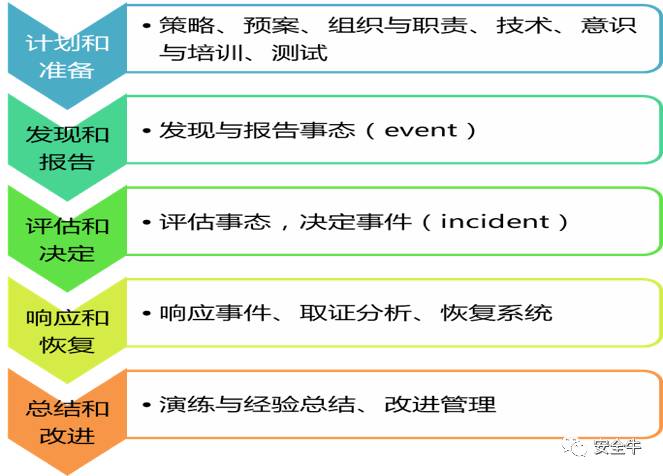 计划和
准备
• 策略、预案、组织与职责、技术、意识
与培训、测试
发现和
报告
• 发现与报告事态（event）
评估和
决定
• 评估事态，决定事件（incident）
响应和
恢复
• 响应事件、取证分析、恢复系统
总结和
改进
• 演练与经验总结、改进管理
安全牛